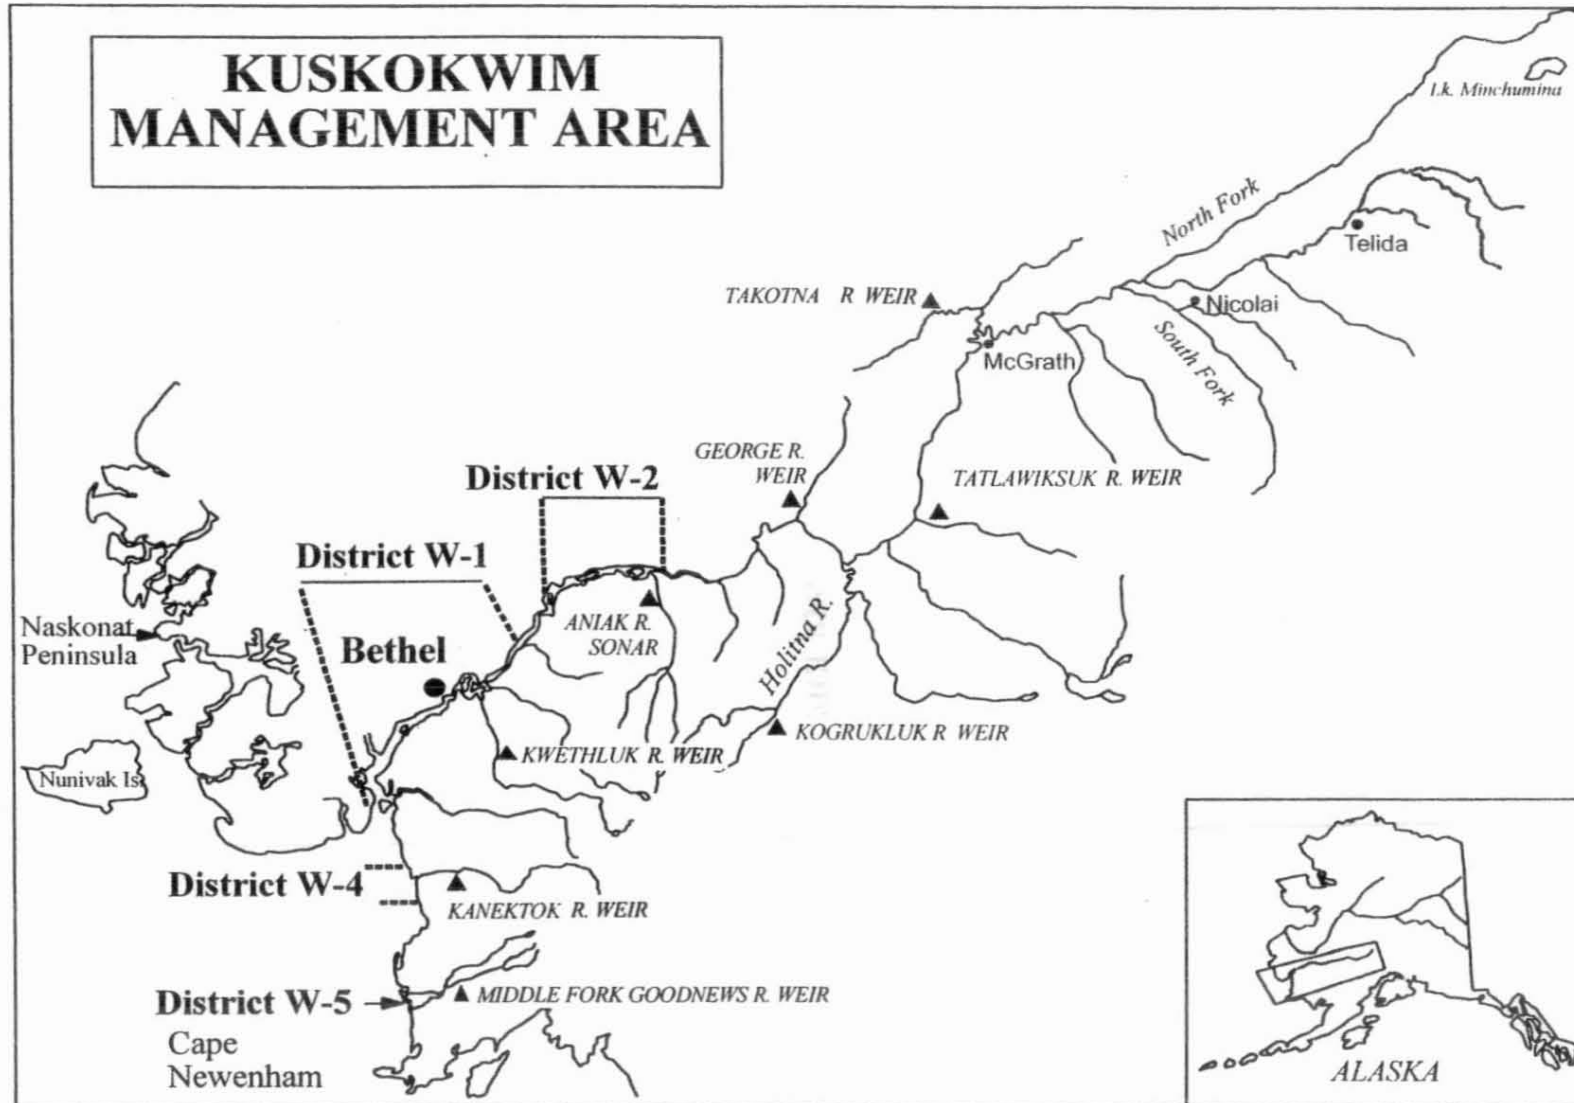 KUSKOKWIM
MANAGEMENT AREA
Lk. Minchumina
North Fork
Telida
TAKOTNA R WEIR
Nicolai
McGrath
South Fork
GEORGE R.
WEIR
District W-2
TATLAWIKSUK R. WEIR
District W-1
Naskonat
Peninsula
ANIAK R.
SONAR
Holitna R.
Bethel
KOGRUKLUK R WEIR
KWETHLUK R. WEIR
Nunivak Is
District W-4
KANEKTOK R. WEIR
District W-5
MIDDLE FORK GOODNEWS R. WEIR
Cape
Newenham
ALASKA